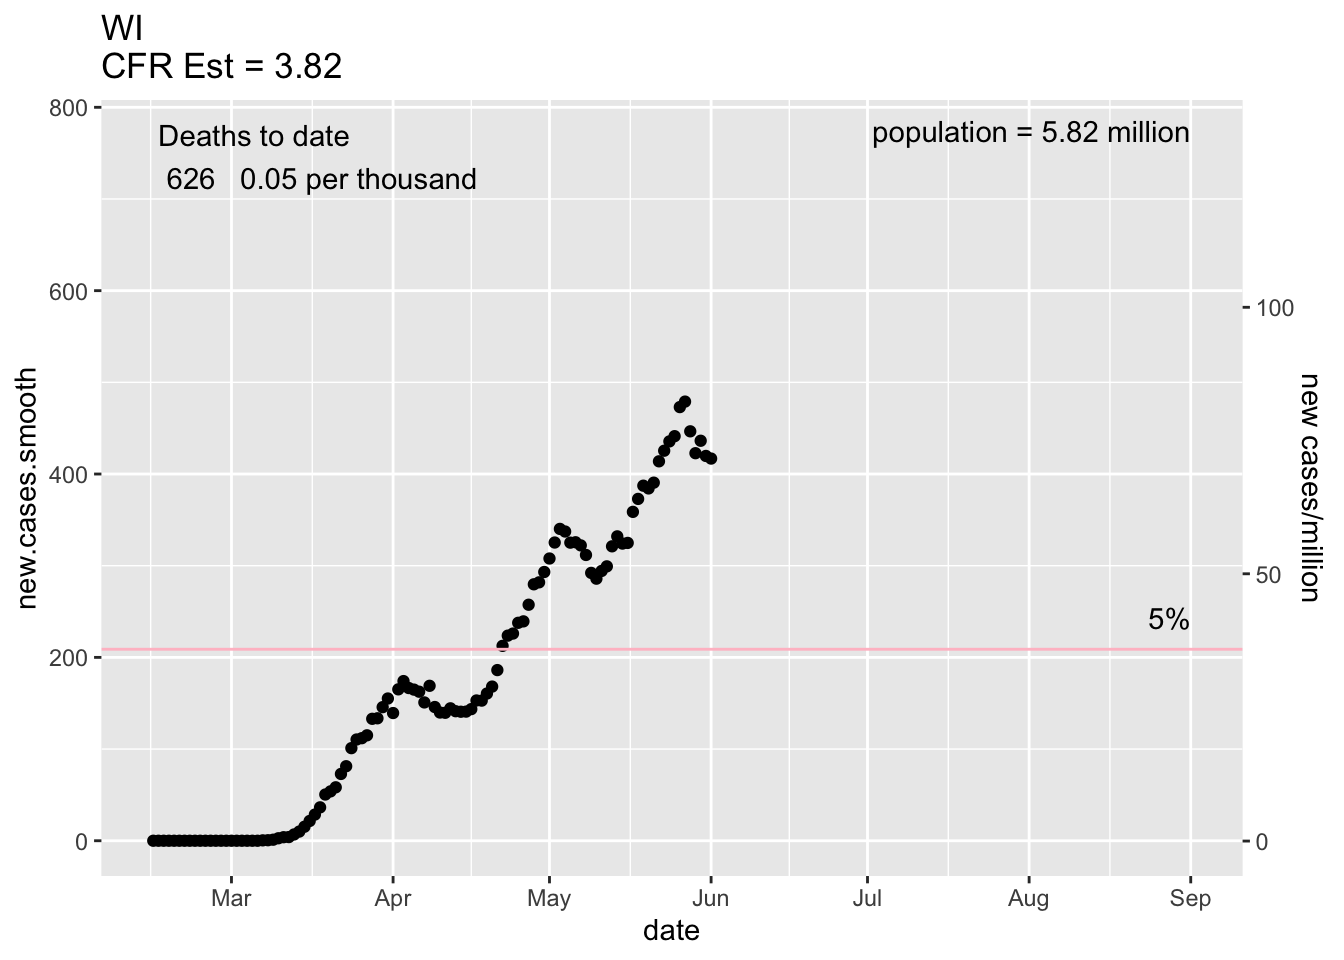 WI
CFR Est = 3.82
800
600
400
200
0
Deaths to date
626 0.05 per thousand
population = 5.82 million
5%
100
50
0
new.cases.smooth
new cases/million
Mar Apr May Jun Jul Aug Sep
date